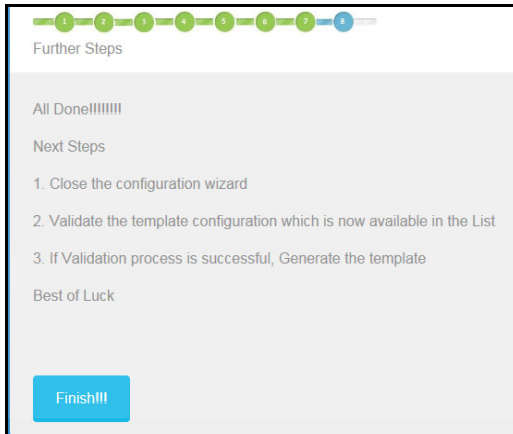 1 2 3 4 5 6 7 8
Further Steps
All Done!!!!!!!!
Next Steps
1. Close the configuration wizard
2. Validate the template configuration which is now available in the List
3. If Validation process is successful, Generate the template
Best of Luck
Finish!!!